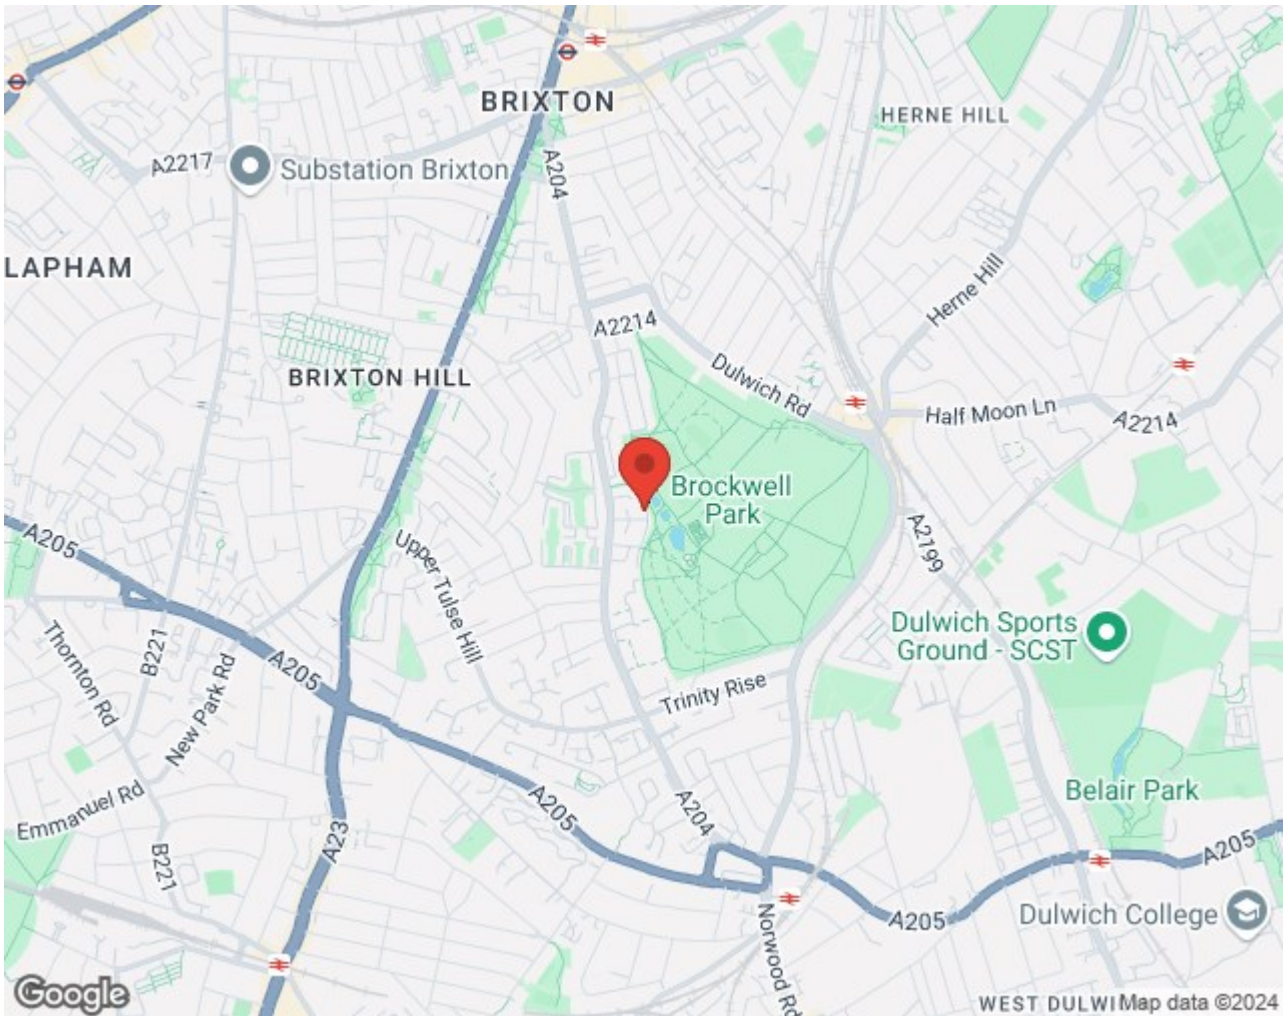 BRIXTON
HERNE HILL
A2217
Substation Brixton
A204
LAPHAM
Herne Hill
A2214
BRIXTON HILL
Dulwich Rd
Half Moon Ln
A2214
Brockwell
Park
A205
Upper Tulse Hill
A2199
Dulwich Sports
Ground - SCST
Thornton Rd
B221
New Park Rd
A205
Trinity Rise
Emmanuel Rd
A23
A205
A204
Belair Park
B221
A205
A205
Norwood Rd
Dulwich College
Google
WEST DULWI
Map data ©2024